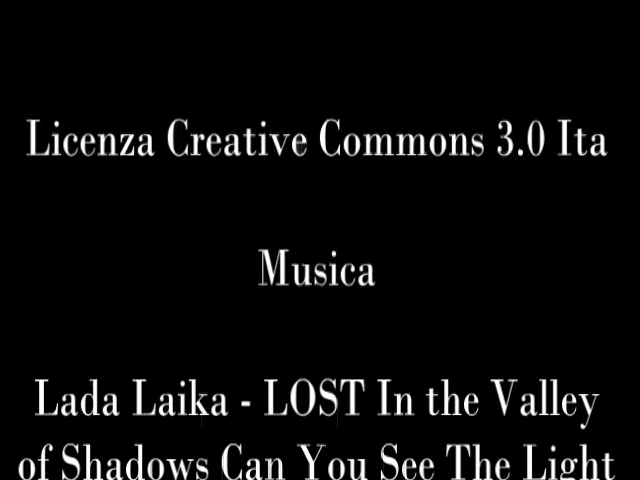 Licenza Creative Commons 3.0 Ita
Musica
Lada Laika - LOST In the Valley
of Shadows Can You See The Light